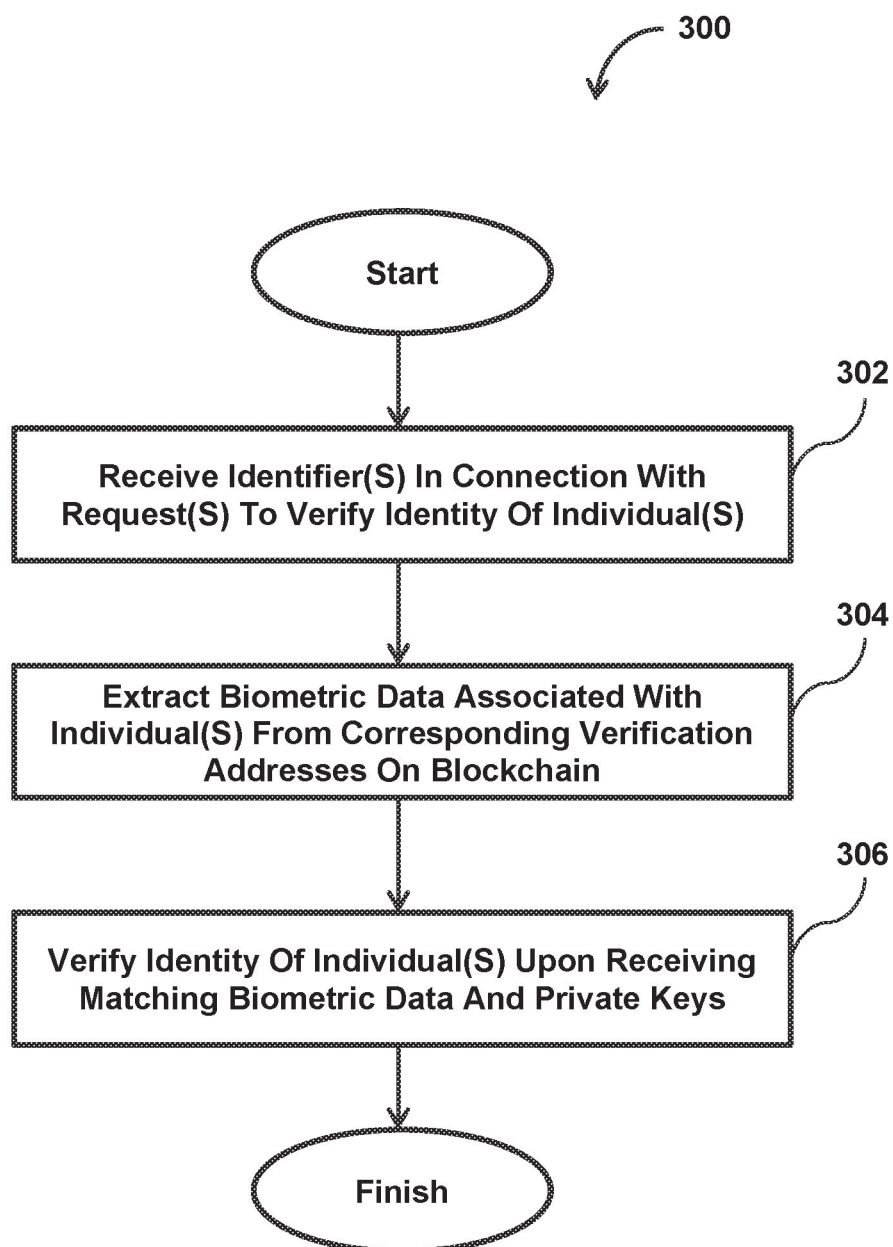 300
Start
302
Receive Identifier(S) In Connection With
Request(S) To Verify Identity Of Individual(S)
304
Extract Biometric Data Associated With
Individual(S) From Corresponding Verification
Addresses On Blockchain
306
Verify Identity Of Individual(S) Upon Receiving
Matching Biometric Data And Private Keys
Finish